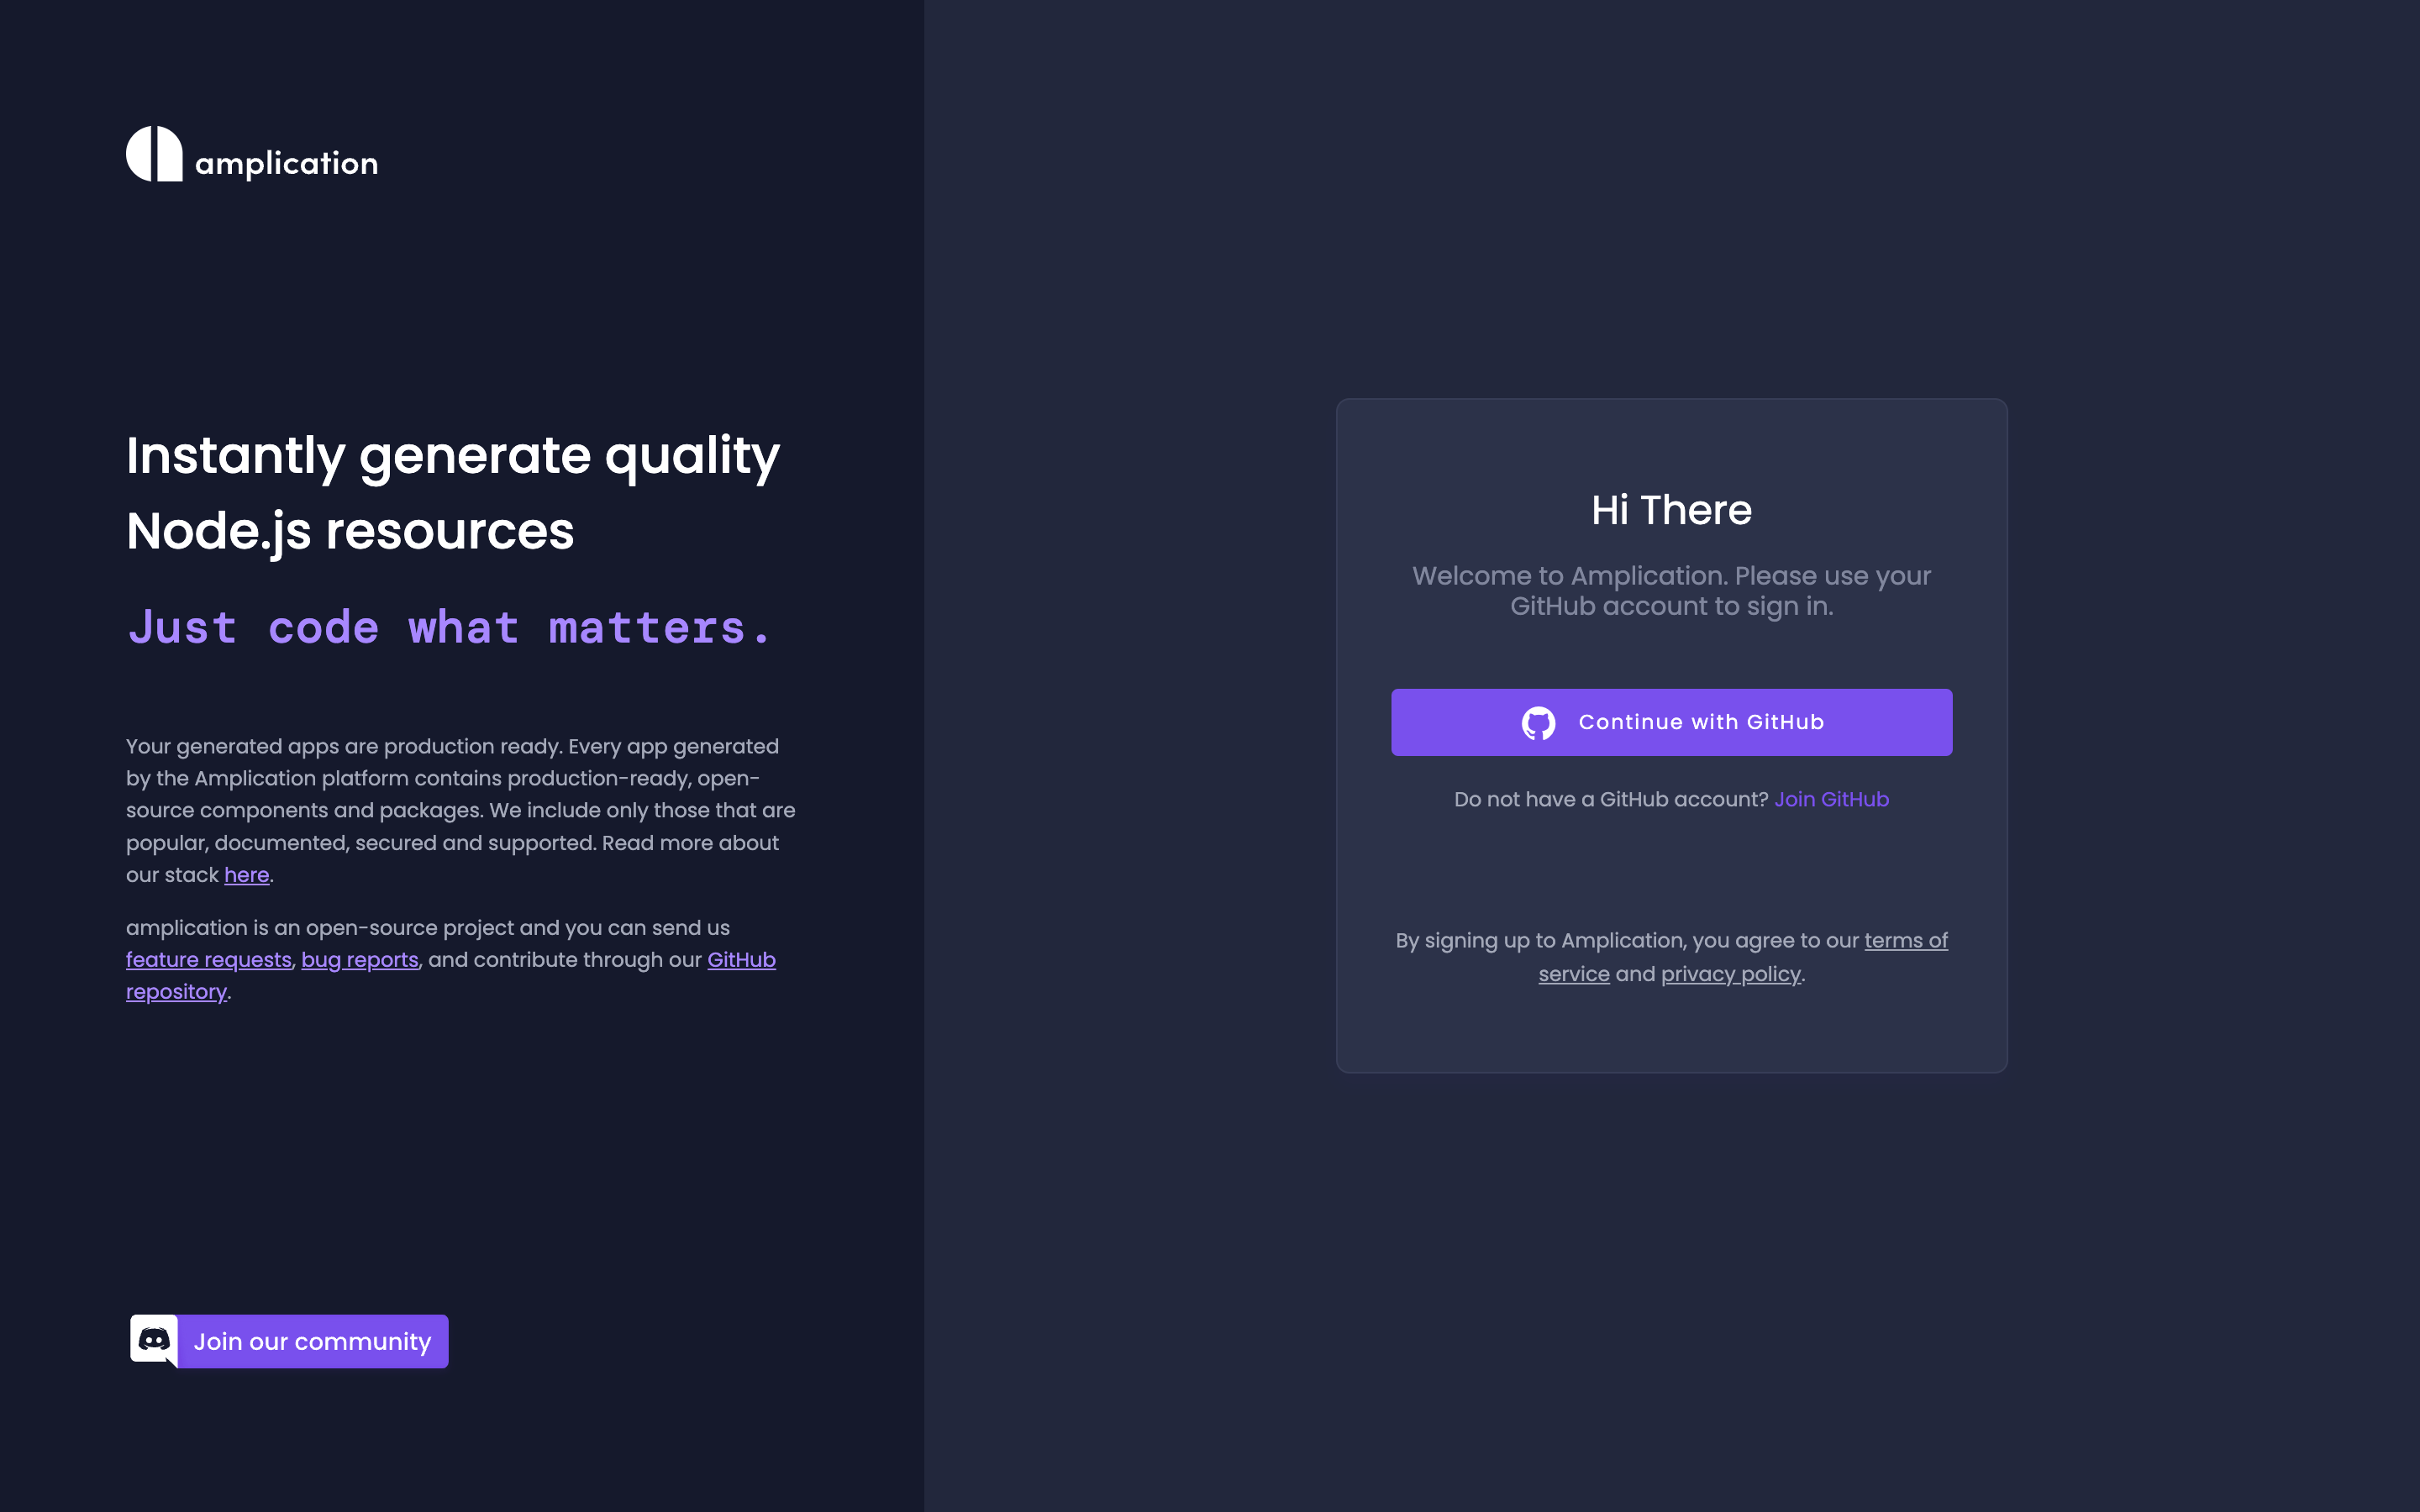 amplication
Instantly generate quality
Node.js resources
Just code what matters.
Your generated apps are production ready. Every app generated
by the Amplication platform contains production-ready, open-
source components and packages. We include only those that are
popular, documented, secured and supported. Read more about
our stack here.
amplication is an open-source project and you can send us
feature requests, bug reports, and contribute through our GitHub
repository.
Join our community
Hi There
Welcome to Amplication. Please use your
GitHub account to sign in.
Continue with GitHub
Do not have a GitHub account? Join GitHub
By signing up to Amplication, you agree to our terms of
service and privacy policy.